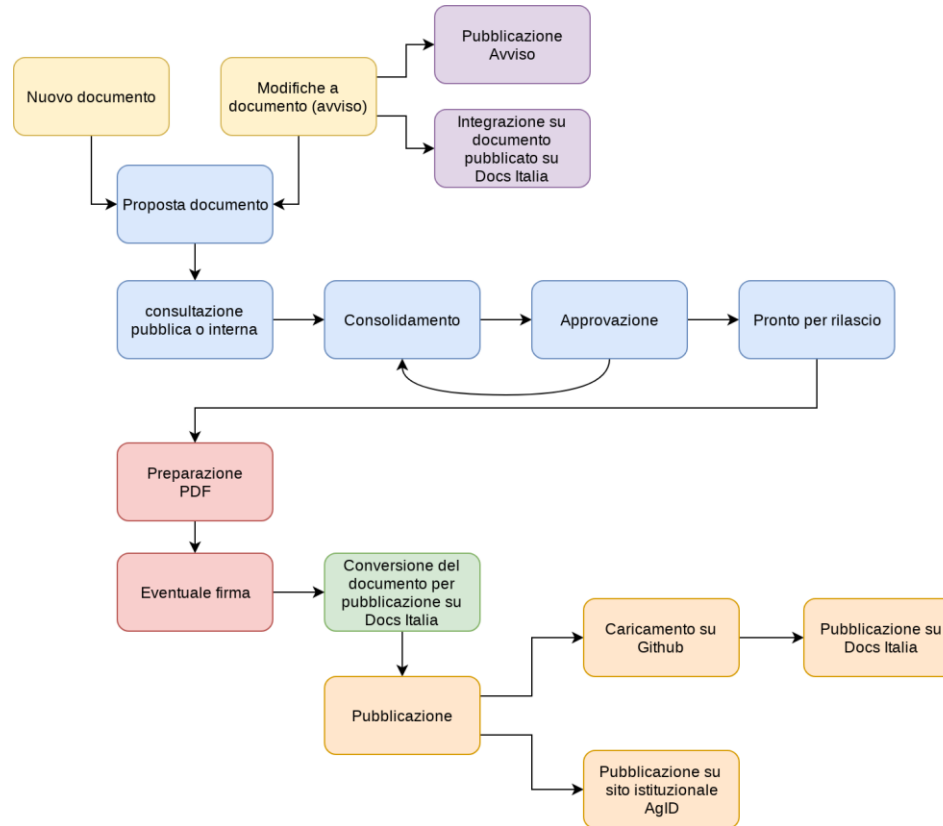 Pubblicazione
Avviso
Nuovo documento
Modifiche a
documento (avviso)
Integrazione su
documento
pubblicato su
Docs Italia
Proposta documento
consultazione
pubblica o interna
Consolidamento
Approvazione
Pronto per rilascio
Preparazione
PDF
Eventuale firma
Conversione del
documento per
pubblicazione su
Docs Italia
Caricamento su
Github
Pubblicazione su
Docs Italia
Pubblicazione
Pubblicazione su
sito istituzionale
AgID